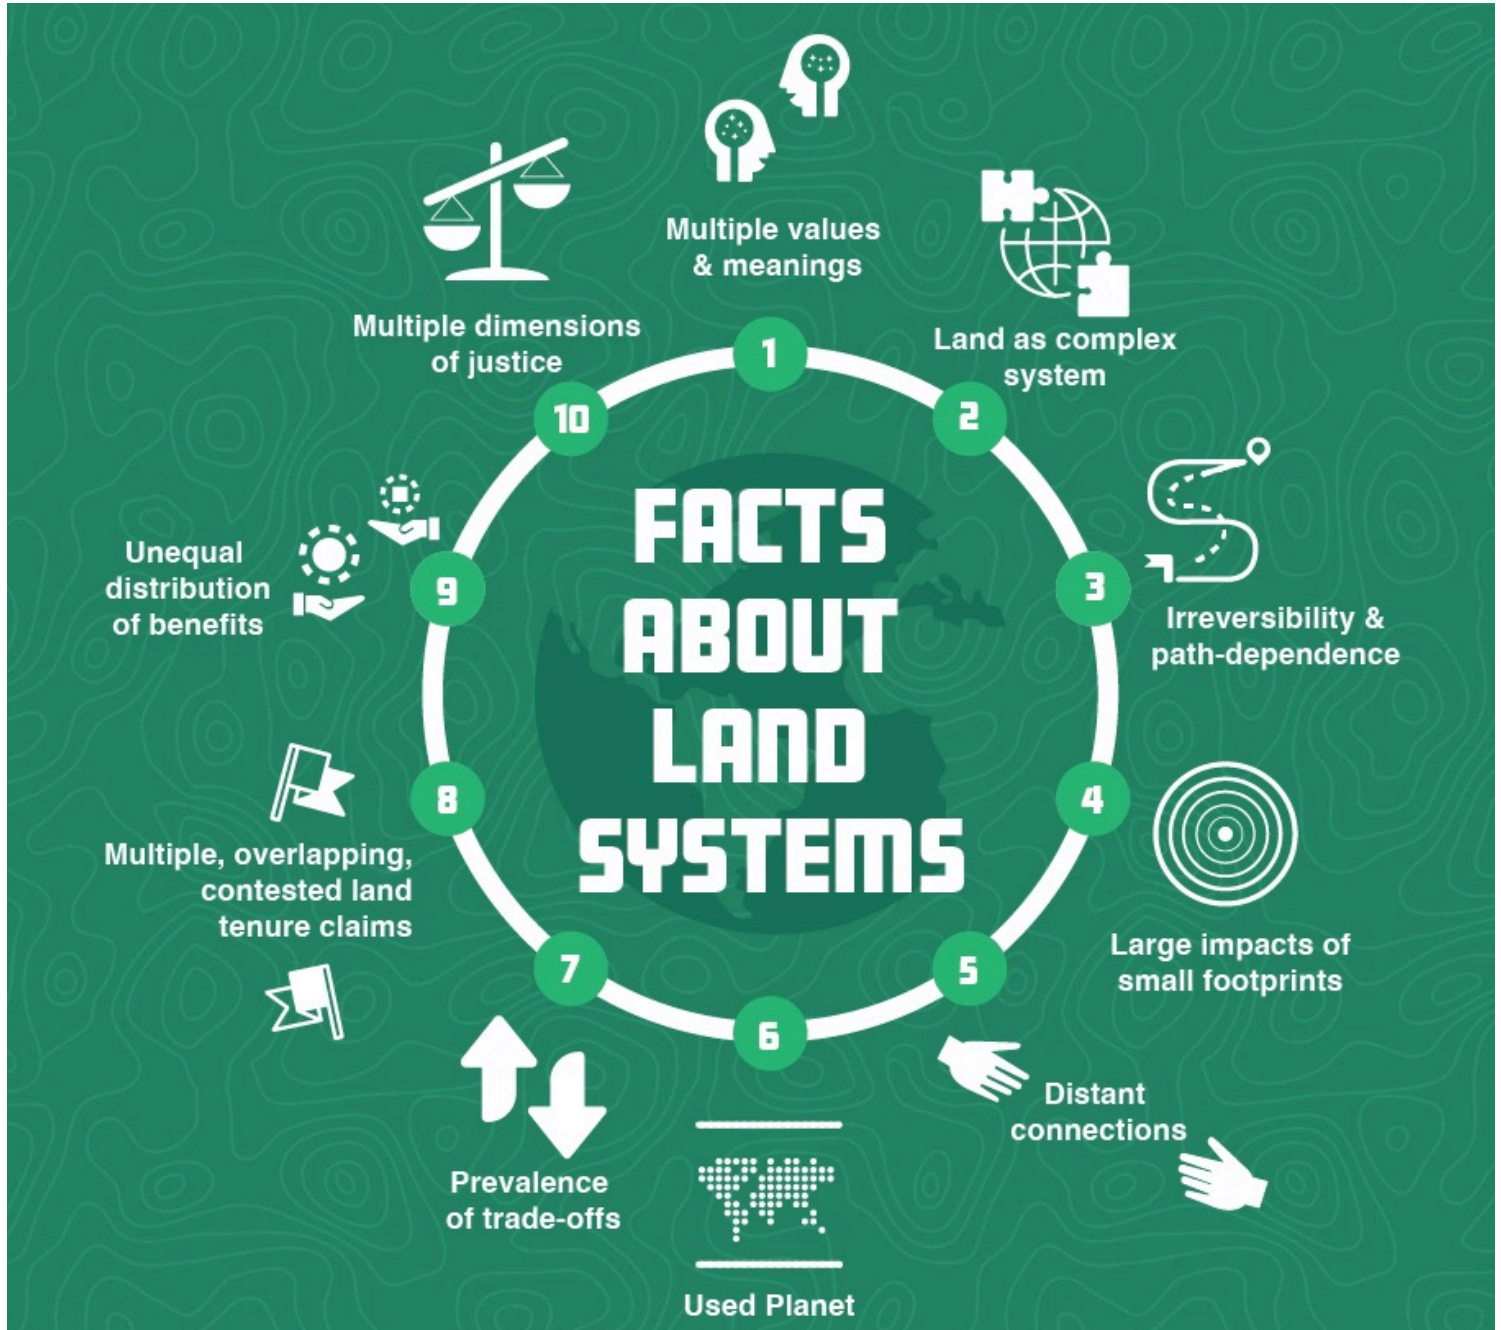 FACTS
ABOUT
LAND
SYSTEMS
1
Multiple values
& meanings
2
Land as complex
system
3
Irreversibility &
path-dependence
4
Large impacts of
small footprints
5
Distant
connections
6
Used Planet
7
Prevalence
of trade-offs
8
Multiple, overlapping,
contested land
tenure claims
9
Unequal
distribution
of benefits
10
Multiple dimensions
of justice